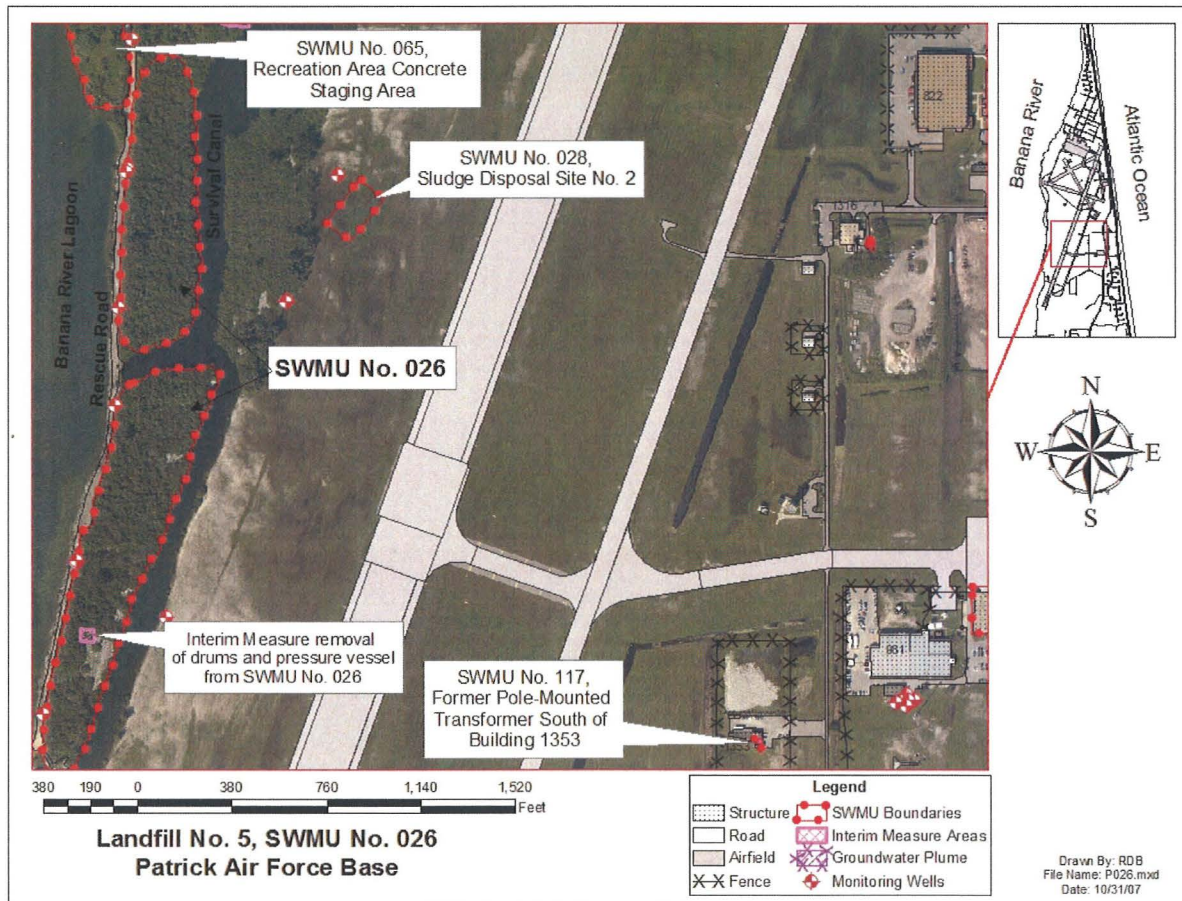 SWMU No. 065,
Recreation Area Concrete
Staging Area
SWMU No. 028,
Sludge Disposal Site No. 2
Banana River Lagoon
Rescue Road
Survival Canal
SWMU No. 026
Interim Measure removal
of drums and pressure vessel
from SWMU No. 026
SWMU No. 117,
Former Pole-Mounted
Transformer South of
Building 1353
822
1316
981
1353
Banana River
Atlantic Ocean
N
W E
S
380 190 0 380 760 1,140 1,520
Feet
Landfill No. 5, SWMU No. 026
Patrick Air Force Base
Legend
Structure
Road
Airfield
Fence
SWMU Boundaries
Interim Measure Areas
Groundwater Plume
Monitoring Wells
Drawn By: RDB
File Name: P026.mxd
Date: 10/31/07